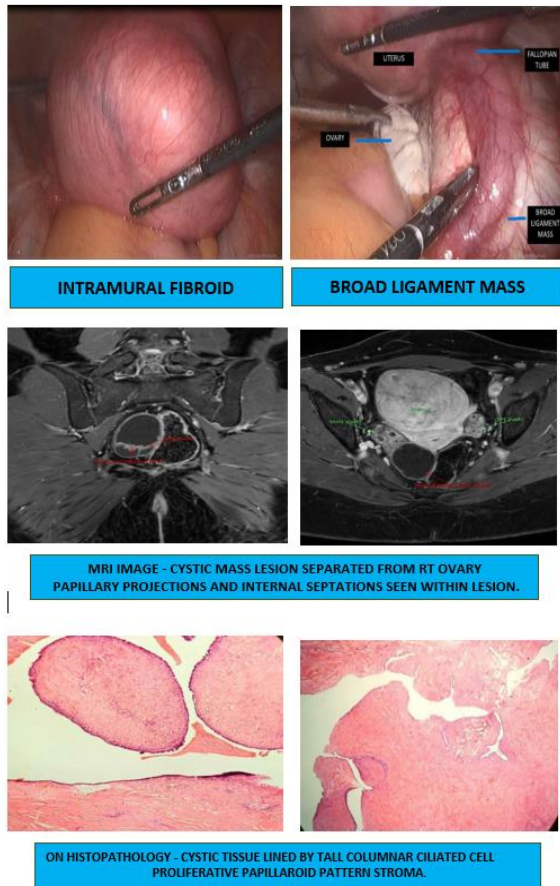 UTERUS
FALLOPIAN
TUBE
OVARY
BROAD
LIGAMENT
MASS
INTRAMURAL FIBROID
BROAD LIGAMENT MASS
MRI IMAGE - CYSTIC MASS LESION SEPARATED FROM RT OVARY
PAPILLARY PROJECTIONS AND INTERNAL SEPTATIONS SEEN WITHIN LESION.
ON HISTOPATHOLOGY - CYSTIC TISSUE LINED BY TALL COLUMNAR CILIATED CELL
PROLIFERATIVE PAPILLAROID PATTERN STROMA.